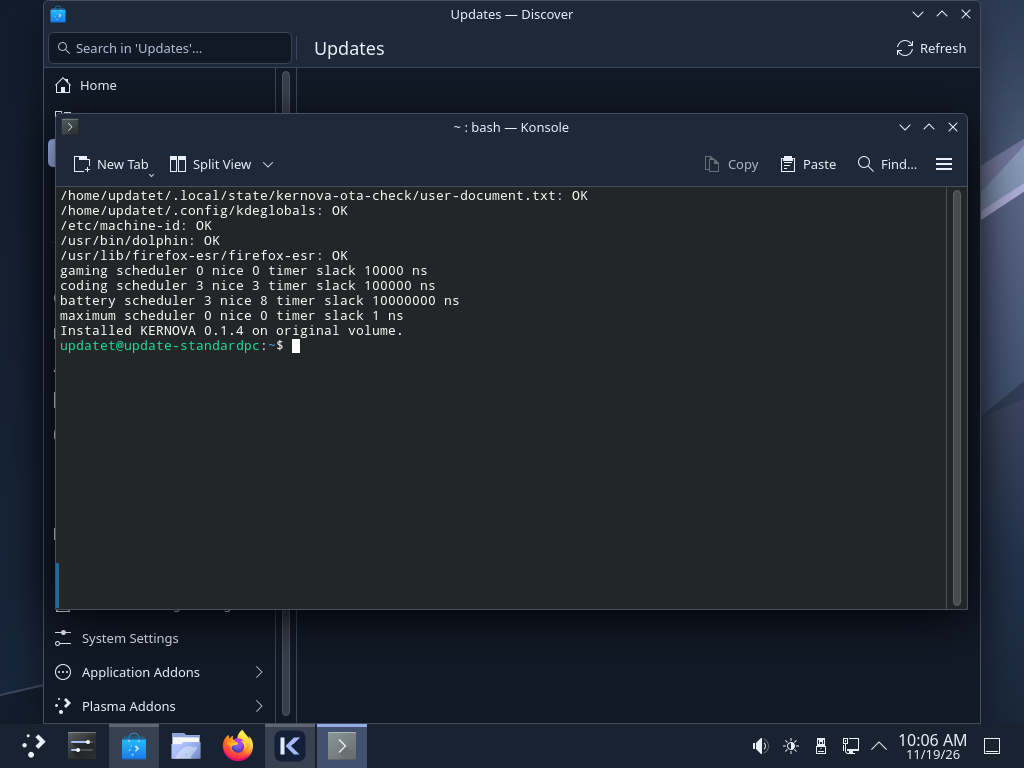 Updates — Discover
Search in 'Updates'...
Updates
Refresh
Home
~ : bash — Konsole
New Tab
Split View
Copy
Paste
Find...
/home/updatet/.local/state/kernova-ota-check/user-document.txt: OK
/home/updatet/.config/kdeglobals: OK
/etc/machine-id: OK
/usr/bin/dolphin: OK
/usr/lib/firefox-esr/firefox-esr: OK
gaming scheduler 0 nice 0 timer slack 10000 ns
coding scheduler 3 nice 3 timer slack 100000 ns
battery scheduler 3 nice 8 timer slack 10000000 ns
maximum scheduler 0 nice 0 timer slack 1 ns
Installed KERNOVA 0.1.4 on original volume.
updatet@update-standardpc:~$
System Settings
Application Addons
Plasma Addons
10:06 AM
11/19/26